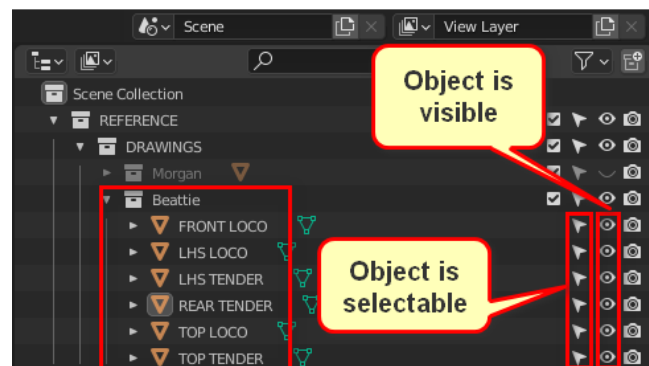 Scene
View Layer
Object is
visible
Scene Collection
REFERENCE
DRAWINGS
Morgan
Beattie
FRONT LOCO
LHS LOCO
LHS TENDER
Object is
selectable
REAR TENDER
TOP LOCO
TOP TENDER